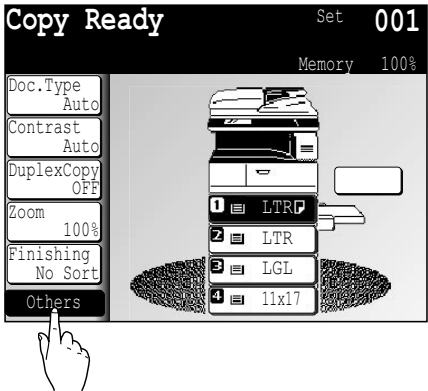 Copy Ready Set 001
Memory 100%
Doc.Type
Auto
Contrast
Auto
DuplexCopy
OFF
Zoom
100%
Finishing
No Sort
Others
1 LTR
2 LTR
3 LGL
4 11x17